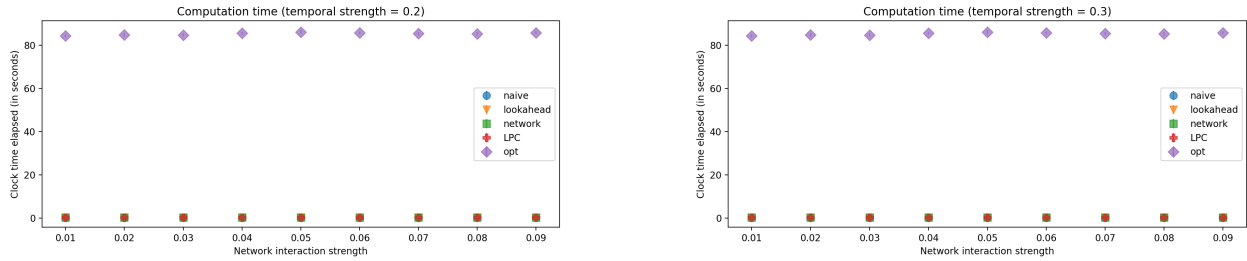 Computation time (temporal strength = 0.2)
Clock time elapsed (in seconds)
80
60
40
20
0
naive
lookahead
network
LPC
opt
0.01 0.02 0.03 0.04 0.05 0.06 0.07 0.08 0.09
Network interaction strength
Computation time (temporal strength = 0.3)
Clock time elapsed (in seconds)
80
60
40
20
0
naive
lookahead
network
LPC
opt
0.01 0.02 0.03 0.04 0.05 0.06 0.07 0.08 0.09
Network interaction strength